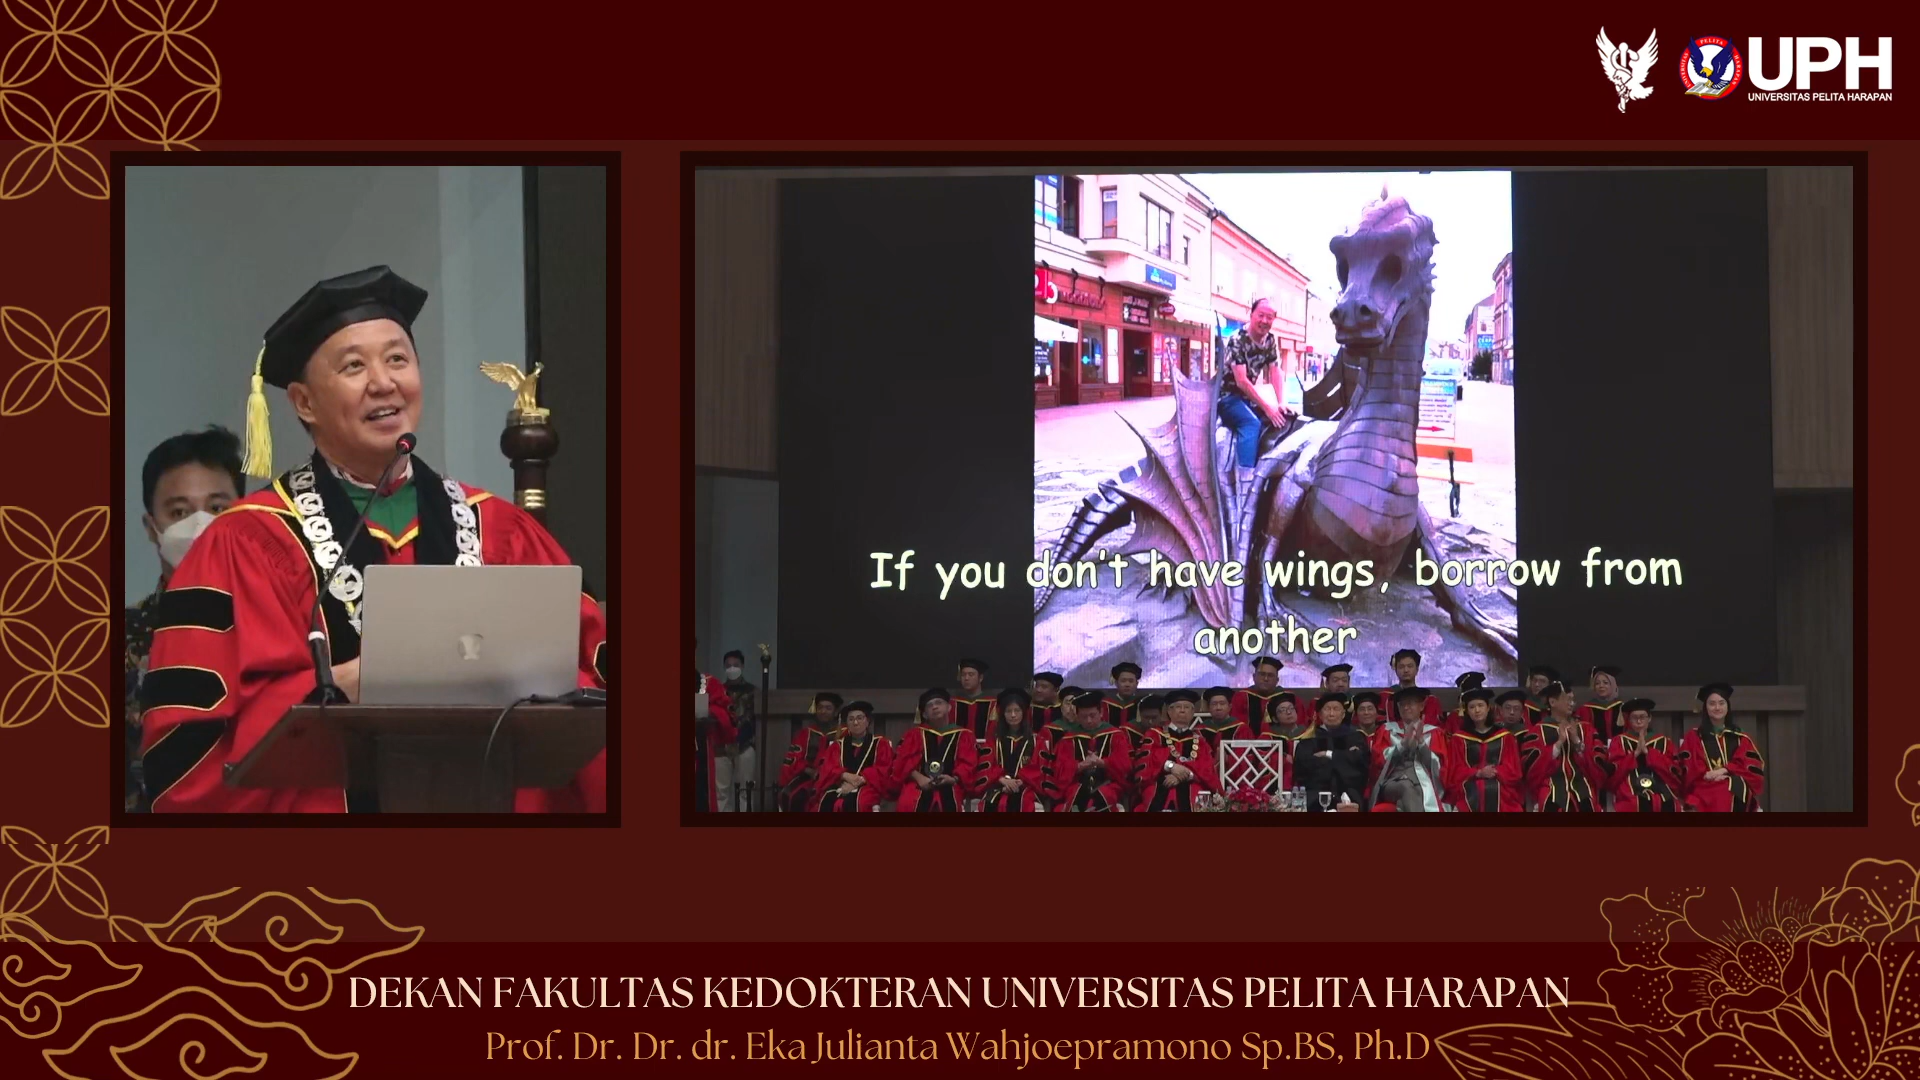 UPH
UNIVERSITAS PELITA HARAPAN
If you don't have wings, borrow from
another
DEKAN FAKULTAS KEDOKTERAN UNIVERSITAS PELITA HARAPAN
Prof. Dr. Dr. dr. Eka Julianta Wahjoepramono Sp.BS, Ph.D